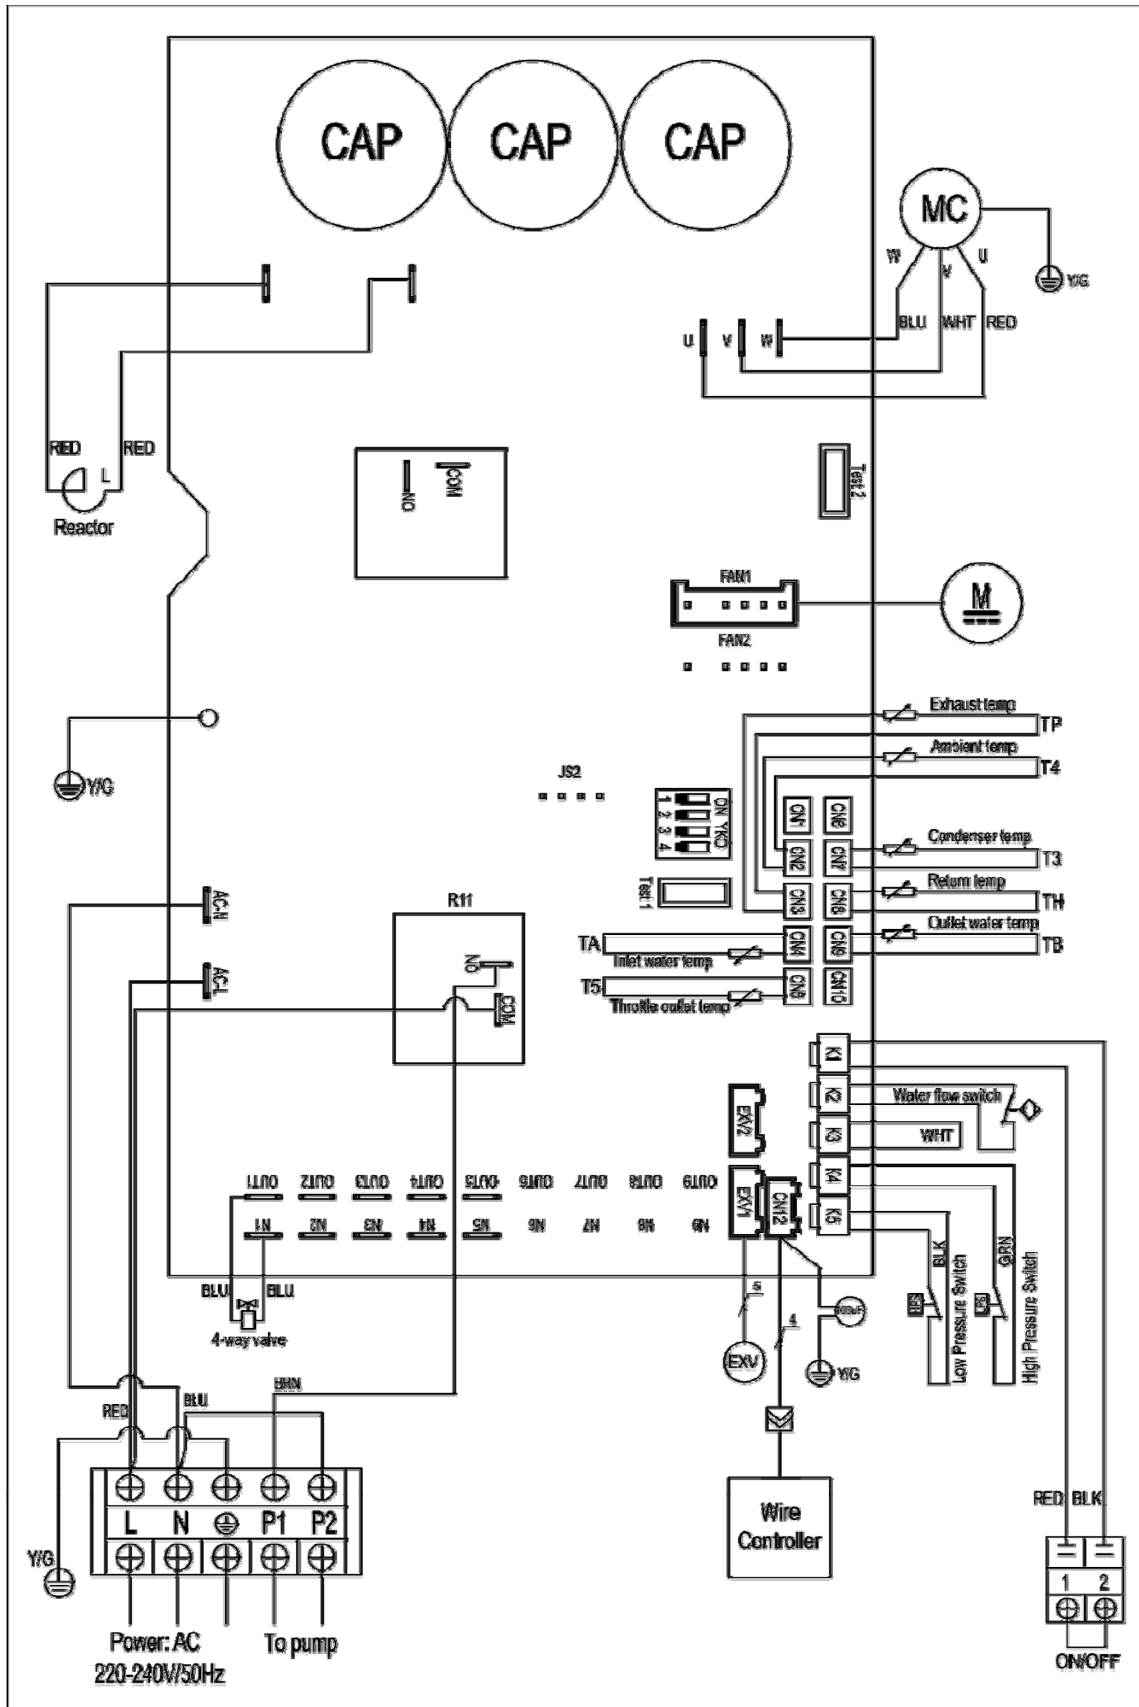 CAP CAP CAP
MC
W V U
Y/G
BLU WHT RED
U V W
RED RED
L
Reactor
NO COM
Test 2
FAN1
M
FAN2
Exhaust temp
TP
Ambient temp
T4
Y/G
JS2
1 2 3 4
ON
CN1
Condenser temp
CN2 CN7
T3
Test 1
Return temp
CN3 CN8
TH
AC-N
R11
Outlet water temp
TA
CN4 CN9
TB
Inlet water temp
NO
AC-L
T5
CN10
COM
Throttle outlet temp
K1
EXV2
K2
Water flow switch
K3
WHT
OUT1 OUT2 OUT3 OUT4 OUT5 OUT6 OUT7 OUT8 OUT9
EXV1
CN12
K4
N1 N2 N3 N4 N5 N6 N7 N8 N9
K5
BLK
GRN
BLU BLU
4-way valve
5
4
Low Pressure Switch
High Pressure Switch
EXV
Y/G
BRN
RED
BLU
L N P1 P2
Wire
Controller
RED BLK
Y/G
1 2
Power: AC
220-240V/50Hz
To pump
ON/OFF